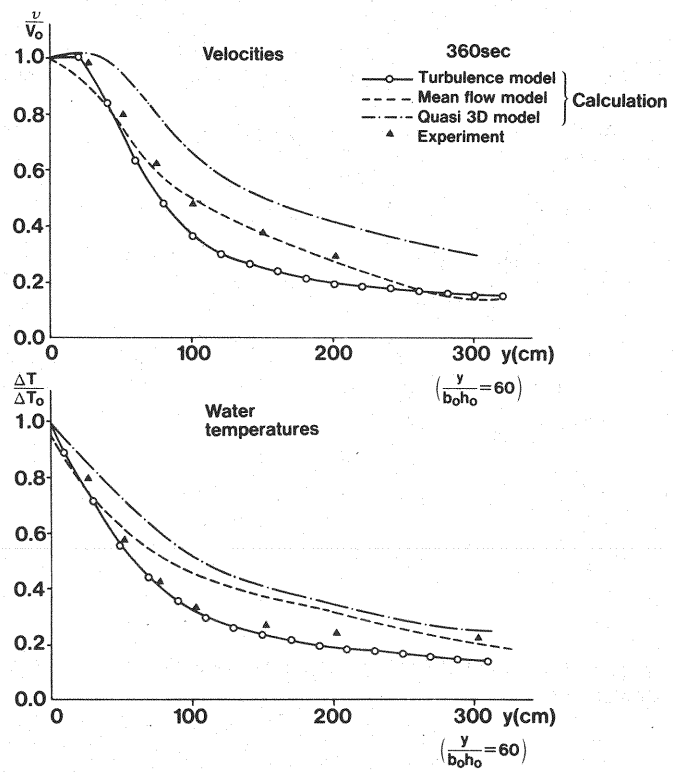 v/V₀
Velocities
360sec
Turbulence model
Mean flow model
Quasi 3D model
Calculation
Experiment
1.0
0.8
0.6
0.4
0.2
0.0
0 100 200 300 y(cm)
(y/b₀h₀=60)
ΔT/ΔT₀
Water
temperatures
1.0
0.8
0.6
0.4
0.2
0.0
0 100 200 300 y(cm)
(y/b₀h₀=60)